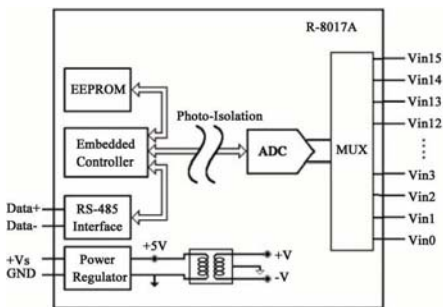 R-8017A
EEPROM
Photo-Isolation
Embedded
Controller
ADC
MUX
Vin15
Vin14
Vin13
Vin12
Vin3
Vin2
Vin1
Vin0
Data+
Data-
RS-485
Interface
+Vs
GND
Power
Regulator
+5V
+V
-V